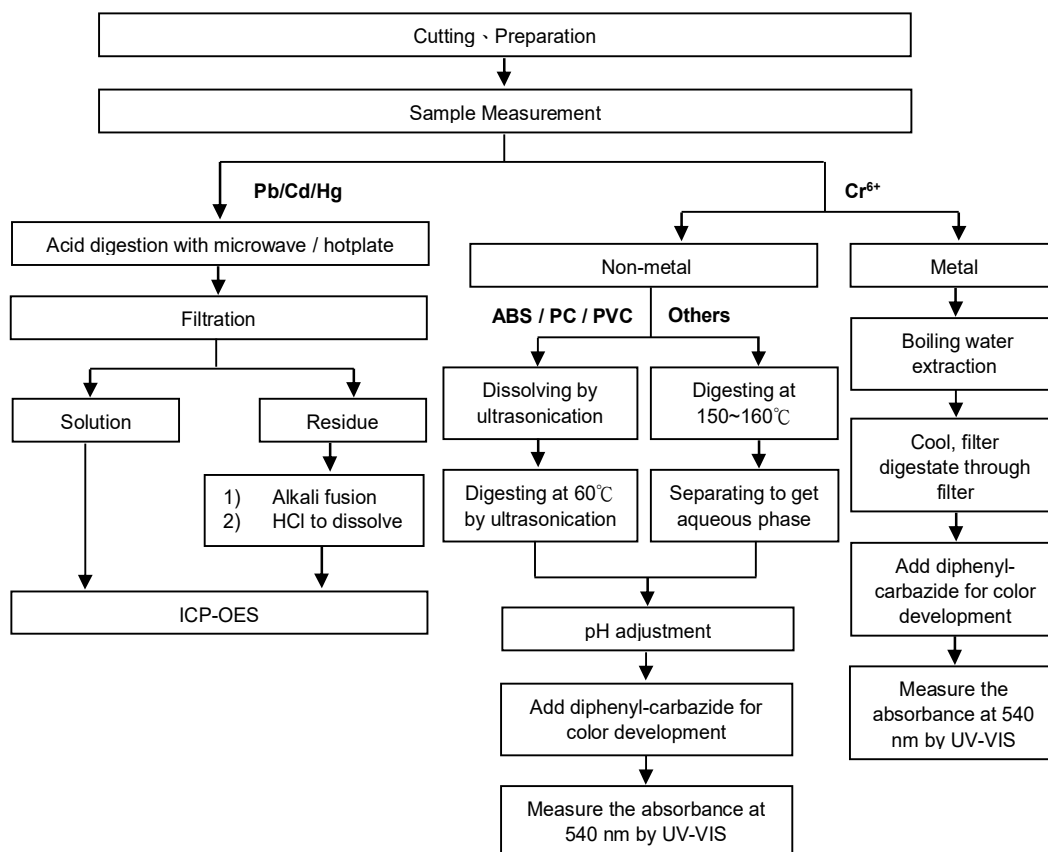 Cutting、Preparation
Sample Measurement
Pb/Cd/Hg
Cr⁶⁺
Acid digestion with microwave / hotplate
Non-metal
Metal
Filtration
ABS / PC / PVC
Others
Boiling water
extraction
Solution
Residue
Dissolving by
ultrasonication
Digesting at
150~160℃
Cool, filter
digestate through
filter
1) Alkali fusion
2) HCl to dissolve
Digesting at 60℃
by ultrasonication
Separating to get
aqueous phase
Add diphenyl-
carbazide for color
development
ICP-OES
pH adjustment
Measure the
absorbance at 540
nm by UV-VIS
Add diphenyl-carbazide for
color development
Measure the absorbance at
540 nm by UV-VIS